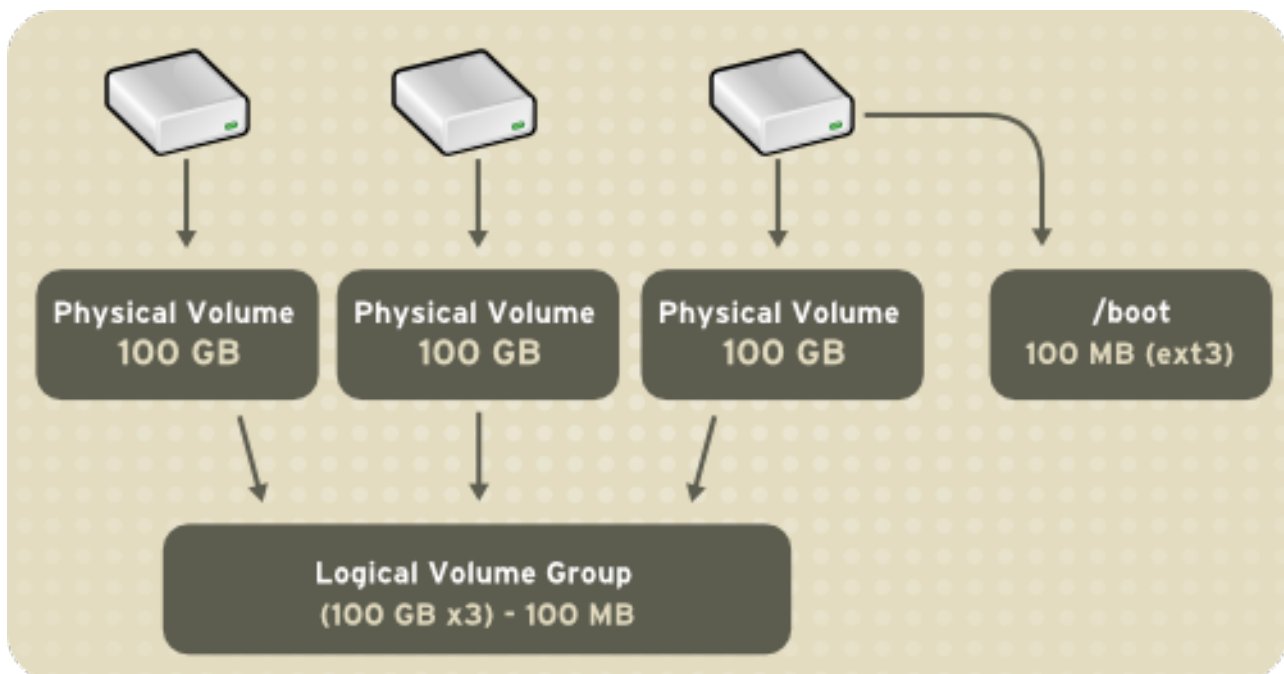 Physical Volume
100 GB
Physical Volume
100 GB
Physical Volume
100 GB
/boot
100 MB (ext3)
Logical Volume Group
(100 GB x3) - 100 MB